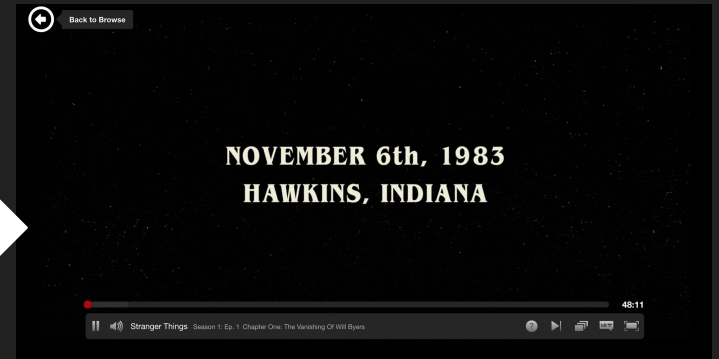 Back to Browse
NOVEMBER 6th, 1983
HAWKINS, INDIANA
48:11
Stranger Things Season 1: Ep. 1 Chapter One: The Vanishing Of Will Byers
?